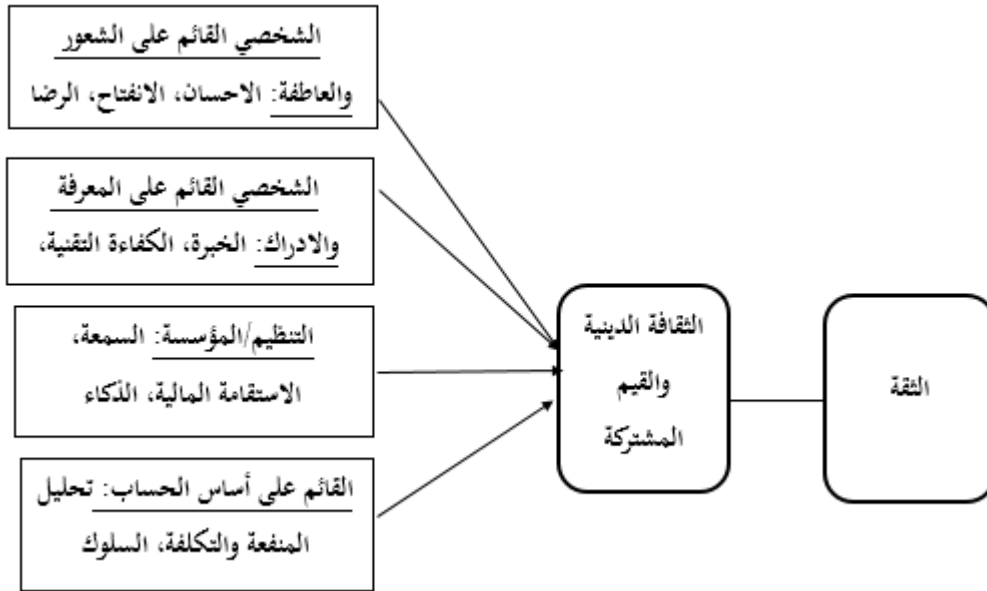 الشخصي القائم على الشعور
والعاطفة: الاحسان، الانفتاح، الرضا
الشخصي القائم على المعرفة
والادراك: الخبرة، الكفاءة التقنية،
التنظيم/المؤسسة: السمعة،
الاستقامة المالية، الذكاء
القائم على أساس الحساب: تحليل
المنفعة والتكلفة، السلوك
الثقافة الدينية
والقيم
المشتركة
الثقة